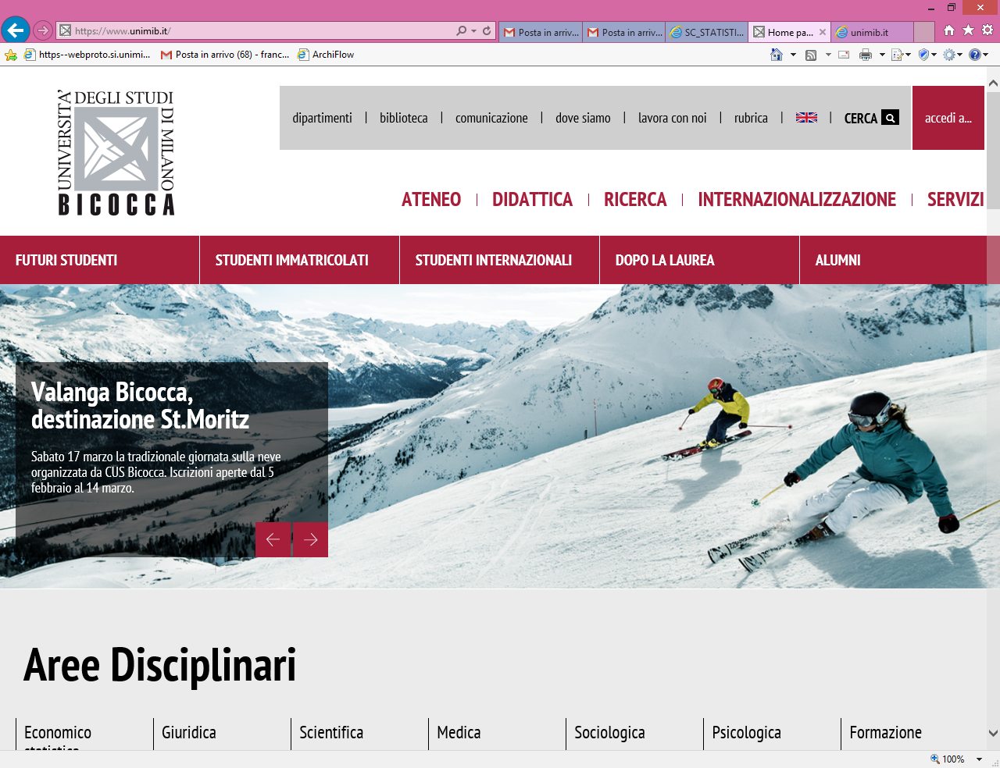 https://www.unimib.it/
Posta in arriv...
Posta in arriv...
SC_STATISTI...
Home pa...
unimib.it
https--webproto.si.unimi...
Posta in arrivo (68) - franc...
ArchiFlow
UNIVERSITA' DEGLI STUDI DI MILANO
BICOCCA
dipartimenti
biblioteca
comunicazione
dove siamo
lavora con noi
rubrica
CERCA
accedi a...
ATENEO
DIDATTICA
RICERCA
INTERNAZIONALIZZAZIONE
SERVIZI
FUTURI STUDENTI
STUDENTI IMMATRICOLATI
STUDENTI INTERNAZIONALI
DOPO LA LAUREA
ALUMNI
Valanga Bicocca,
destinazione St.Moritz
Sabato 17 marzo la tradizionale giornata sulla neve
organizzata da CUS Bicocca. Iscrizioni aperte dal 5
febbraio al 14 marzo.
Aree Disciplinari
Economico
statistica
Giuridica
Scientifica
Medica
Sociologica
Psicologica
Formazione
100%